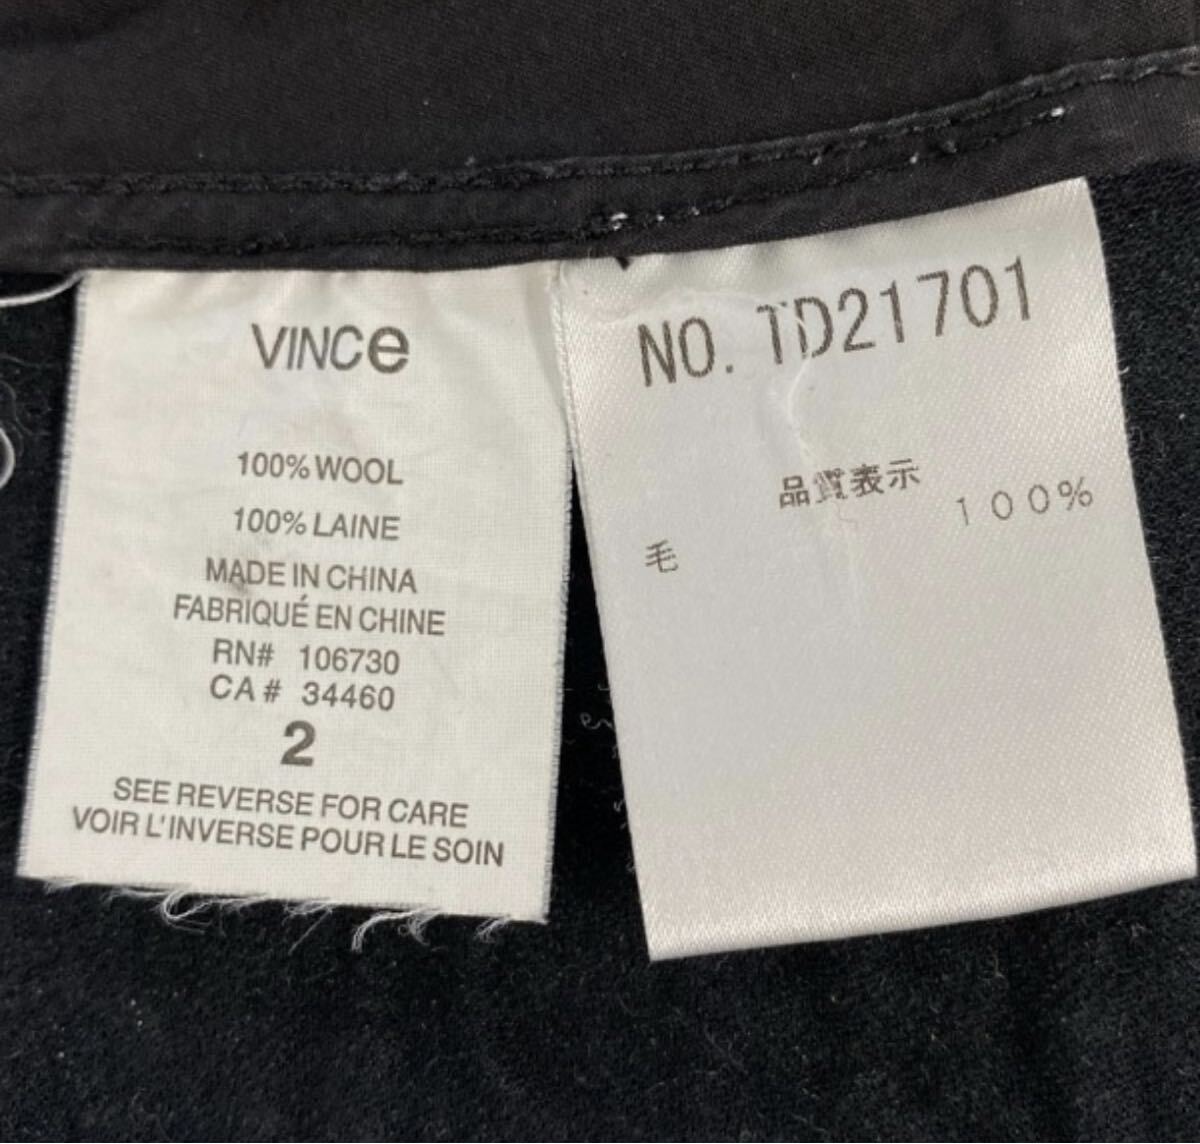 VINCe
100% WOOL
100% LAINE
MADE IN CHINA
FABRIQUÉ EN CHINE
RN# 106730
CA# 34460
2
SEE REVERSE FOR CARE
VOIR L'INVERSE POUR LE SOIN
NO. TD21701
品質表示
毛 100%